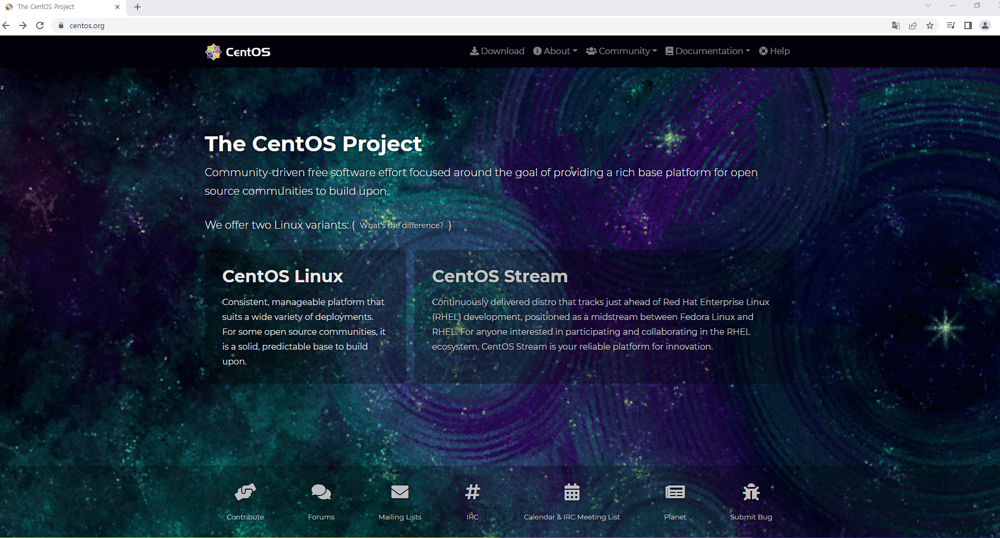 The CentOS Project
centos.org
CentOS
Download About Community Documentation Help
The CentOS Project
Community-driven free software effort focused around the goal of providing a rich base platform for open
source communities to build upon.
We offer two Linux variants: ( What's the difference? )
CentOS Linux
Consistent, manageable platform that
suits a wide variety of deployments.
For some open source communities, it
is a solid, predictable base to build
upon.
CentOS Stream
Continuously delivered distro that tracks just ahead of Red Hat Enterprise Linux
(RHEL) development, positioned as a midstream between Fedora Linux and
RHEL. For anyone interested in participating and collaborating in the RHEL
ecosystem, CentOS Stream is your reliable platform for innovation.
Contribute Forums Mailing Lists IRC Calendar & IRC Meeting List Planet Submit Bug